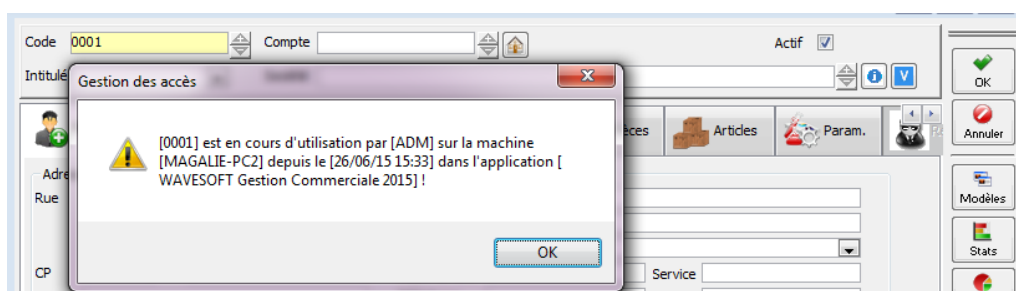 Code 0001 Compte Actif
Intitulé
OK
Gestion des accès
[0001] est en cours d'utilisation par [ADM] sur la machine
[MAGALIE-PC2] depuis le [26/06/15 15:33] dans l'application [
WAVESOFT Gestion Commerciale 2015] !
OK
Articles Param.
Annuler
Rue
Modèles
Stats
CP Service